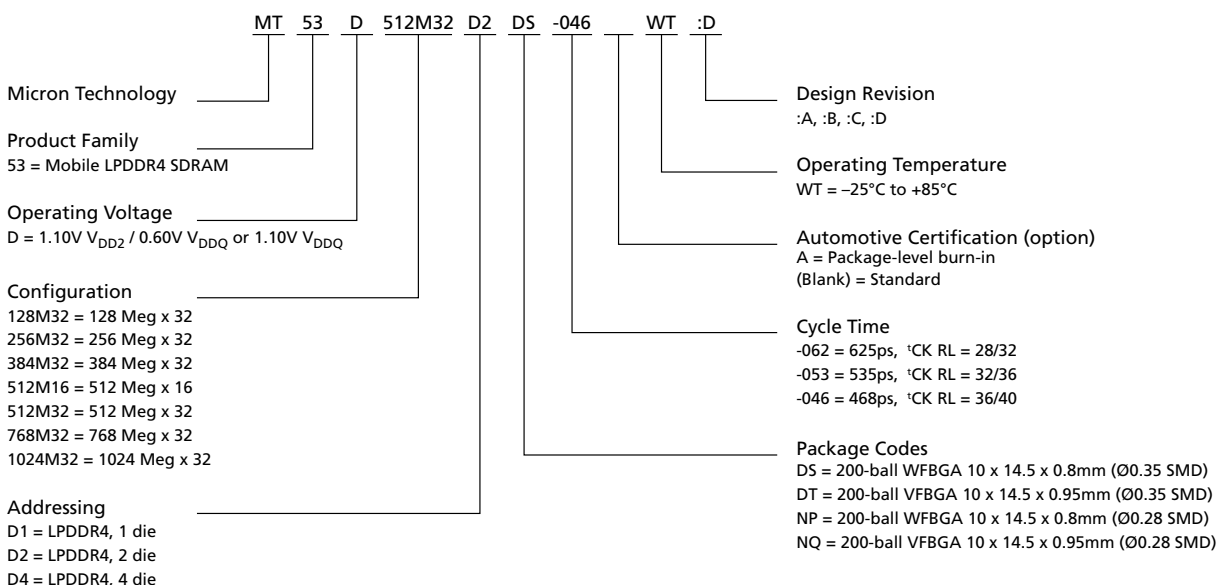 MT 53 D 512M32 D2 DS -046 WT :D
Micron Technology
Product Family
53 = Mobile LPDDR4 SDRAM
Operating Voltage
D = 1.10V VDD2 / 0.60V VDDQ or 1.10V VDDQ
Configuration
128M32 = 128 Meg x 32
256M32 = 256 Meg x 32
384M32 = 384 Meg x 32
512M16 = 512 Meg x 16
512M32 = 512 Meg x 32
768M32 = 768 Meg x 32
1024M32 = 1024 Meg x 32
Addressing
D1 = LPDDR4, 1 die
D2 = LPDDR4, 2 die
D4 = LPDDR4, 4 die
Design Revision
:A, :B, :C, :D
Operating Temperature
WT = –25°C to +85°C
Automotive Certification (option)
A = Package-level burn-in
(Blank) = Standard
Cycle Time
-062 = 625ps, tCK RL = 28/32
-053 = 535ps, tCK RL = 32/36
-046 = 468ps, tCK RL = 36/40
Package Codes
DS = 200-ball WFBGA 10 x 14.5 x 0.8mm (Ø0.35 SMD)
DT = 200-ball VFBGA 10 x 14.5 x 0.95mm (Ø0.35 SMD)
NP = 200-ball WFBGA 10 x 14.5 x 0.8mm (Ø0.28 SMD)
NQ = 200-ball VFBGA 10 x 14.5 x 0.95mm (Ø0.28 SMD)